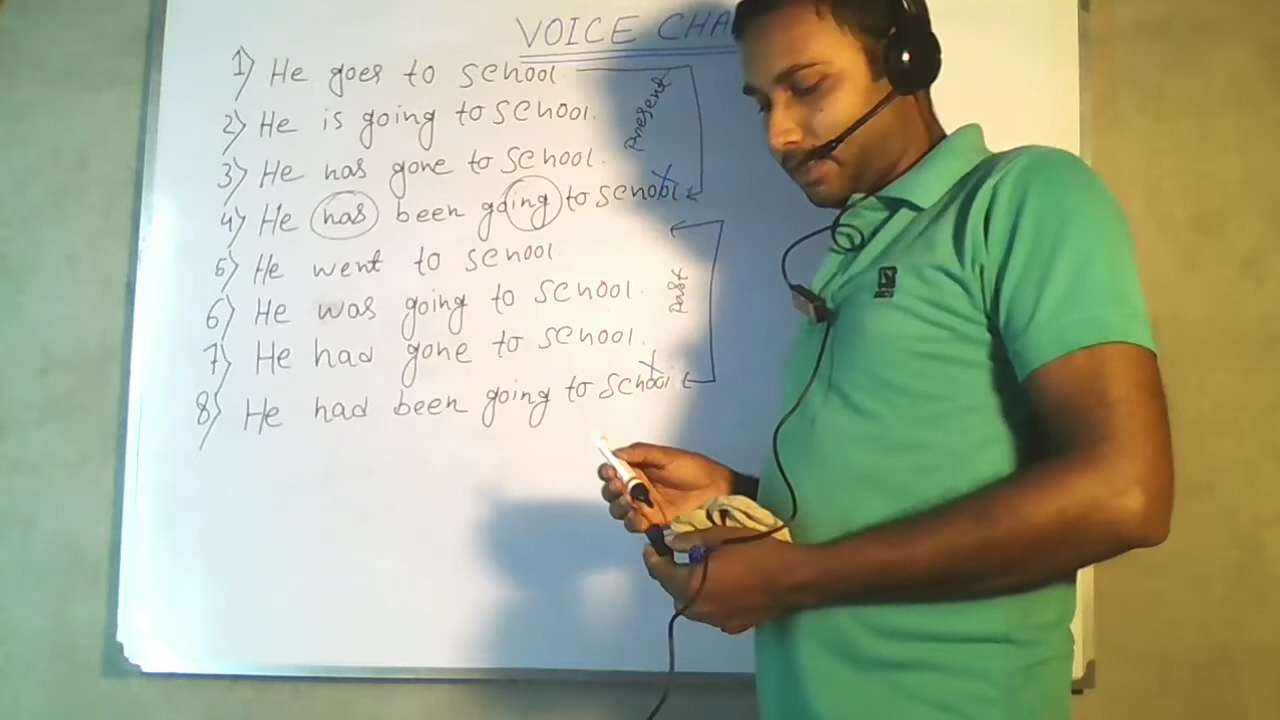 VOICE CHA
1) He goes to school.
2) He is going to school.
3) He has gone to school.
4) He has been going to school.
Present
5) He went to school.
6) He was going to school.
7) He had gone to school.
8) He had been going to school.
Past